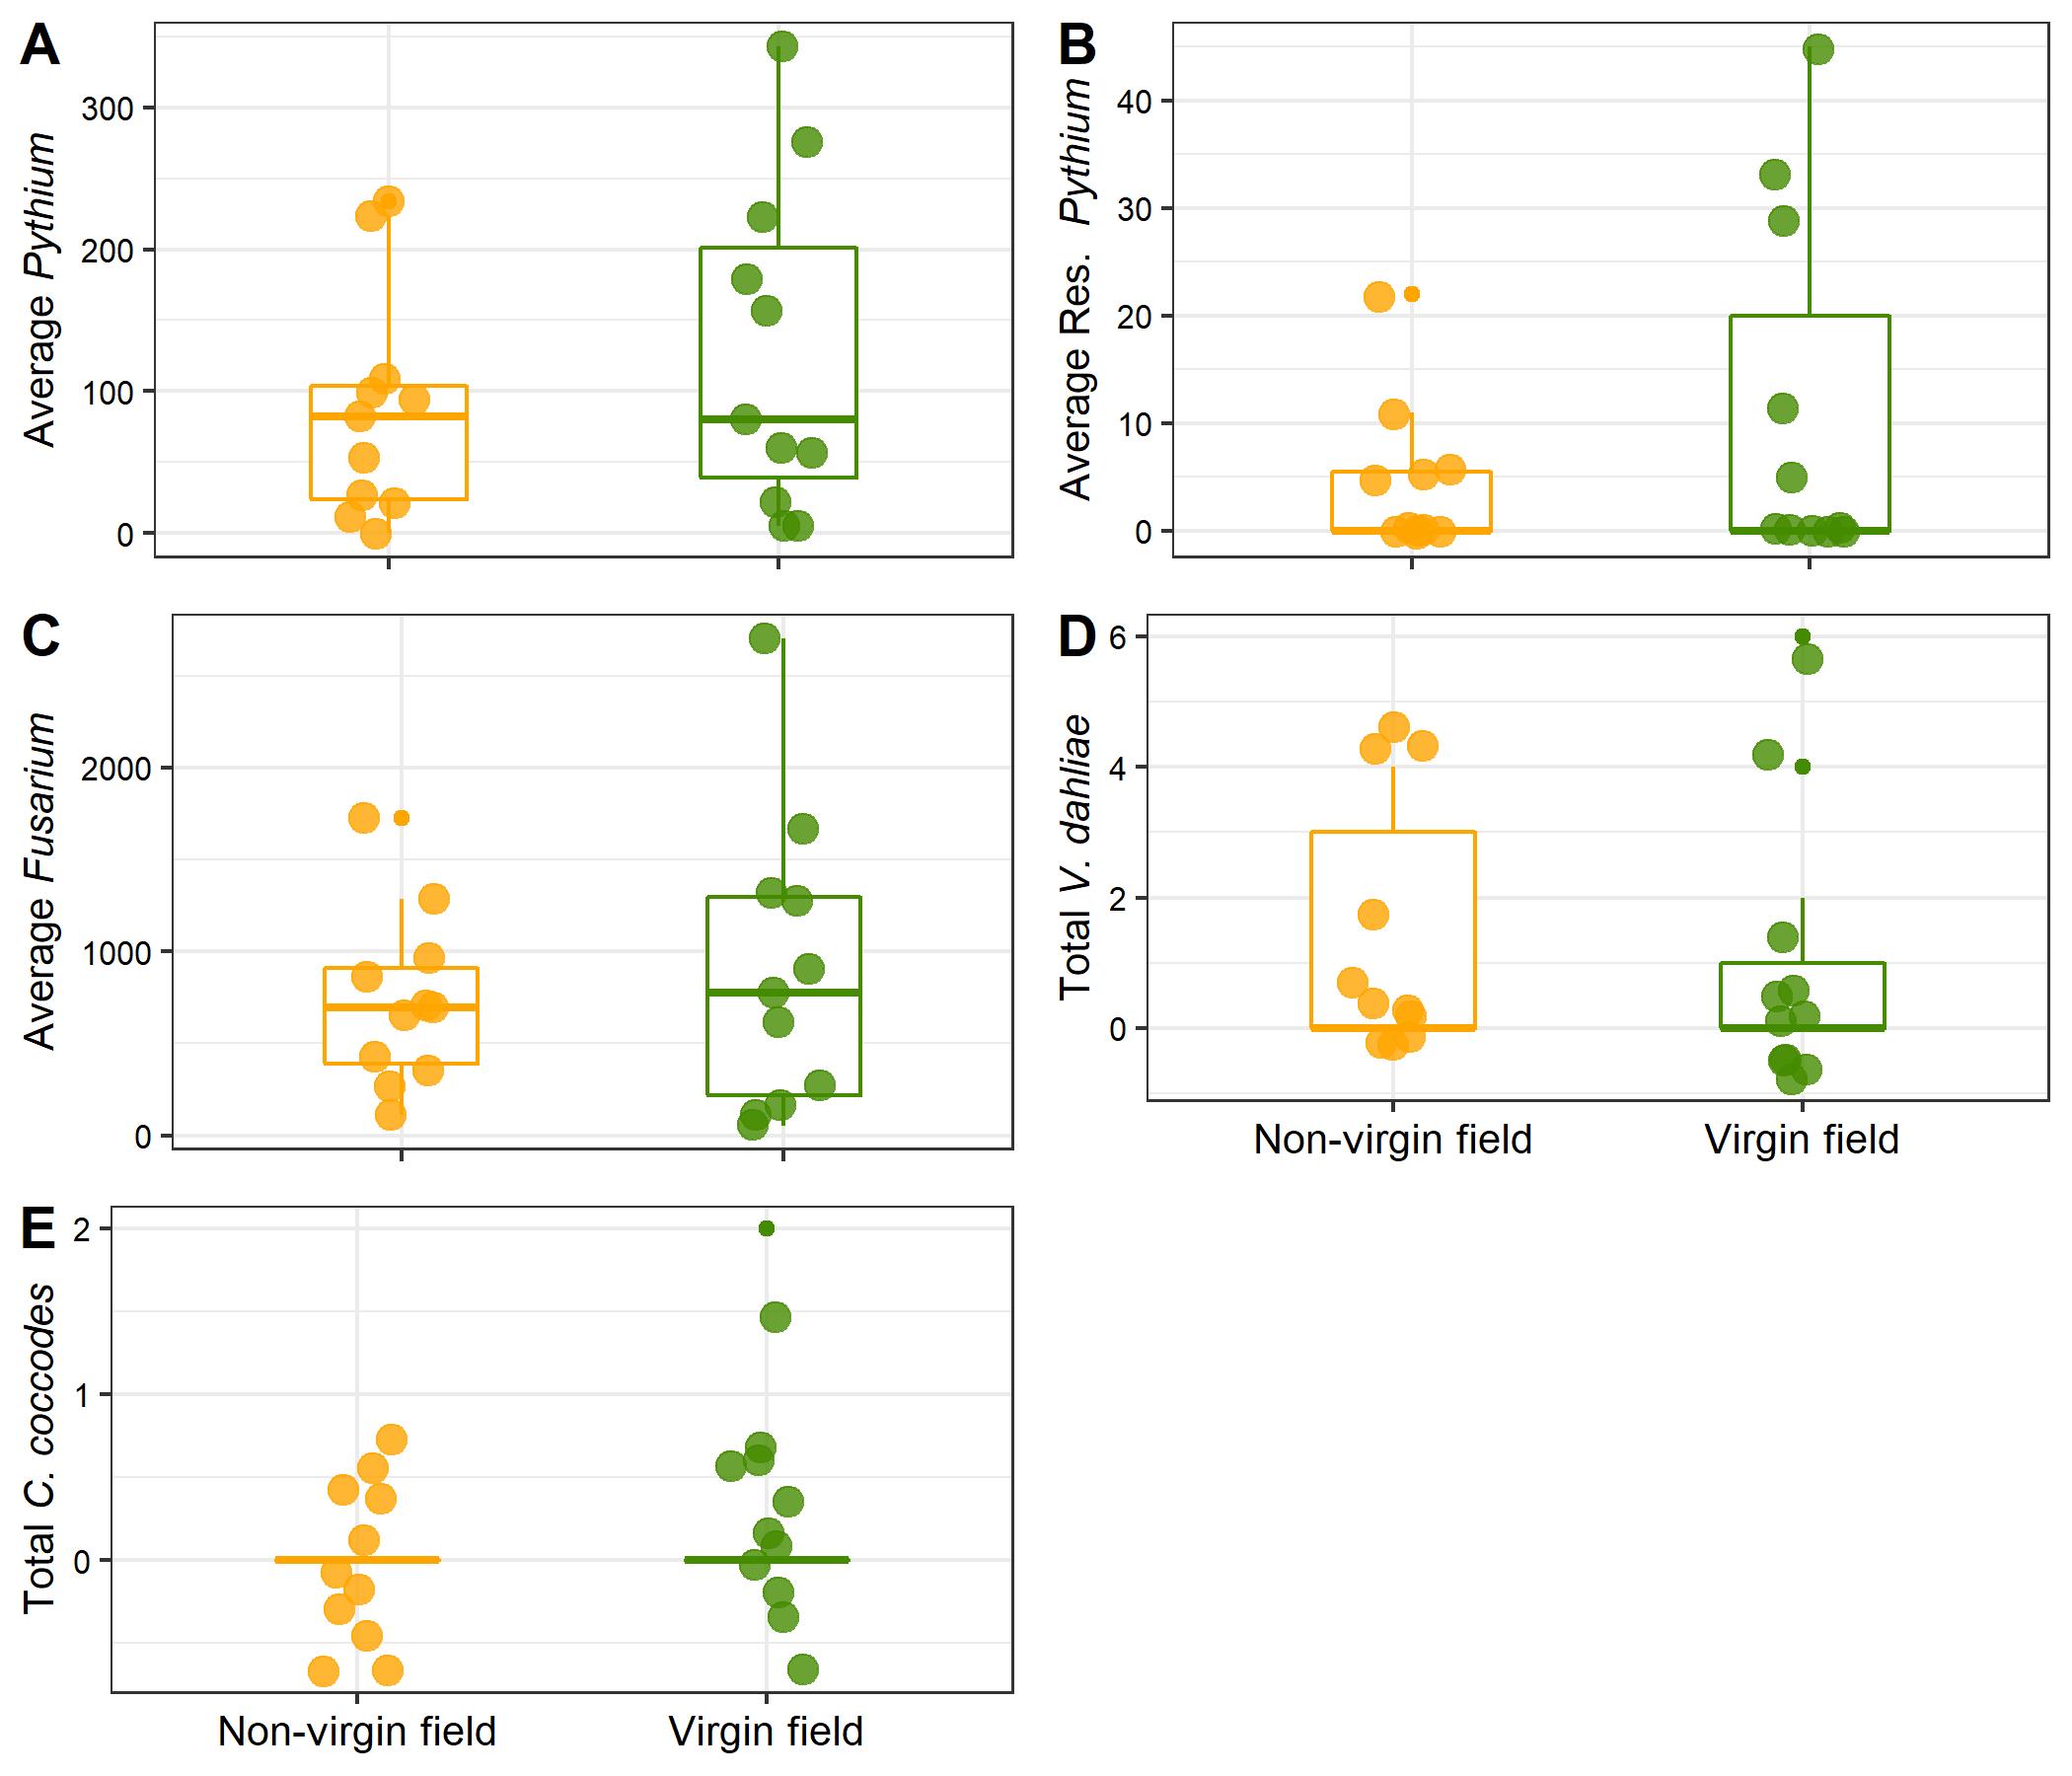 A
Average Pythium
300
200
100
0
B
Average Res. Pythium
40
30
20
10
0
C
Average Fusarium
2000
1000
0
D
Total V. dahliae
6
4
2
0
Non-virgin field
Virgin field
E
Total C. coccodes
2
1
0
Non-virgin field
Virgin field